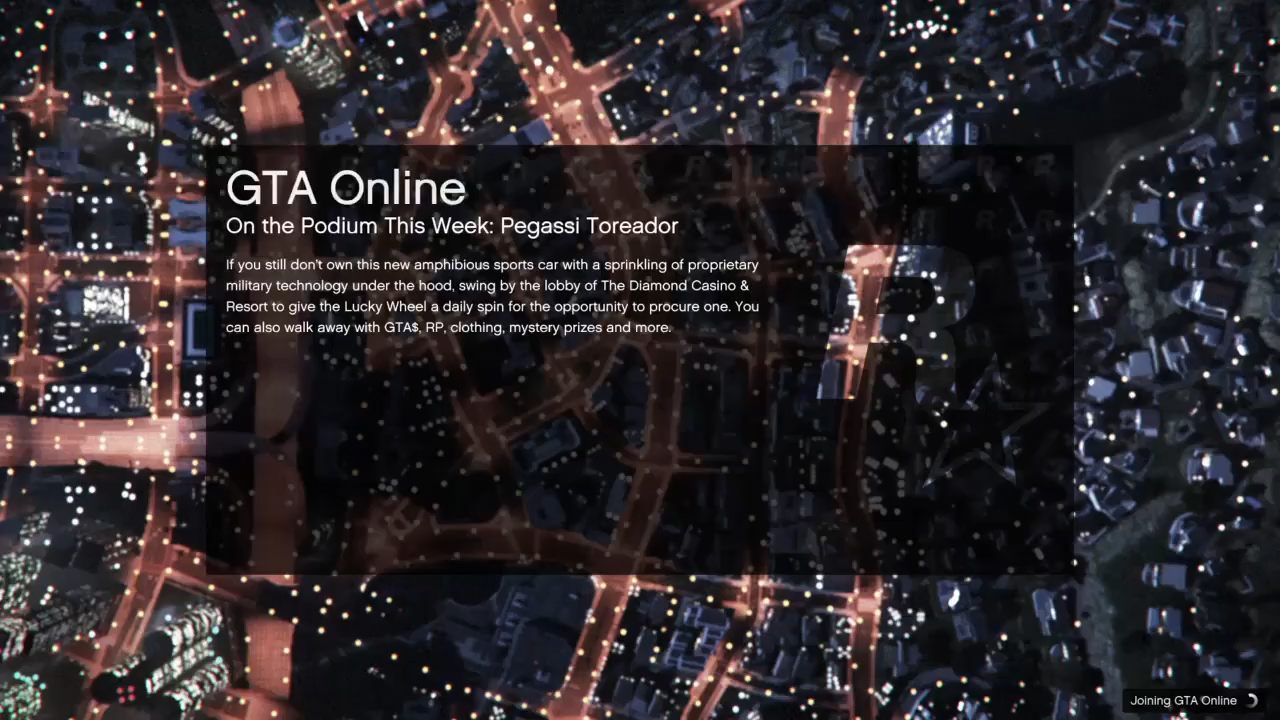 GTA Online
On the Podium This Week: Pegassi Toreador
If you still don't own this new amphibious sports car with a sprinkling of proprietary
military technology under the hood, swing by the lobby of The Diamond Casino &
Resort to give the Lucky Wheel a daily spin for the opportunity to procure one. You
can also walk away with GTA$, RP, clothing, mystery prizes and more.
Joining GTA Online